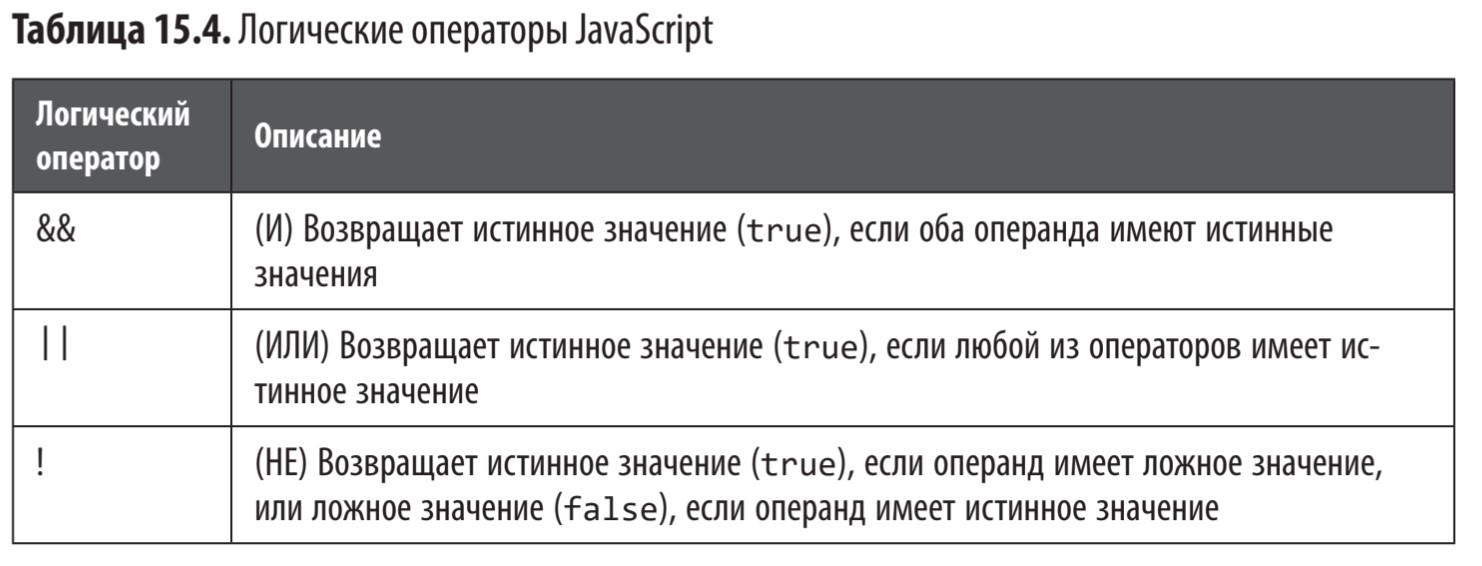 Таблица 15.4. Логические операторы JavaScript
Логический
оператор
Описание
&&
(И) Возвращает истинное значение (true), если оба операнда имеют истинные
значения
||
(ИЛИ) Возвращает истинное значение (true), если любой из операторов имеет ис-
тинное значение
!
(НЕ) Возвращает истинное значение (true), если операнд имеет ложное значение,
или ложное значение (false), если операнд имеет истинное значение